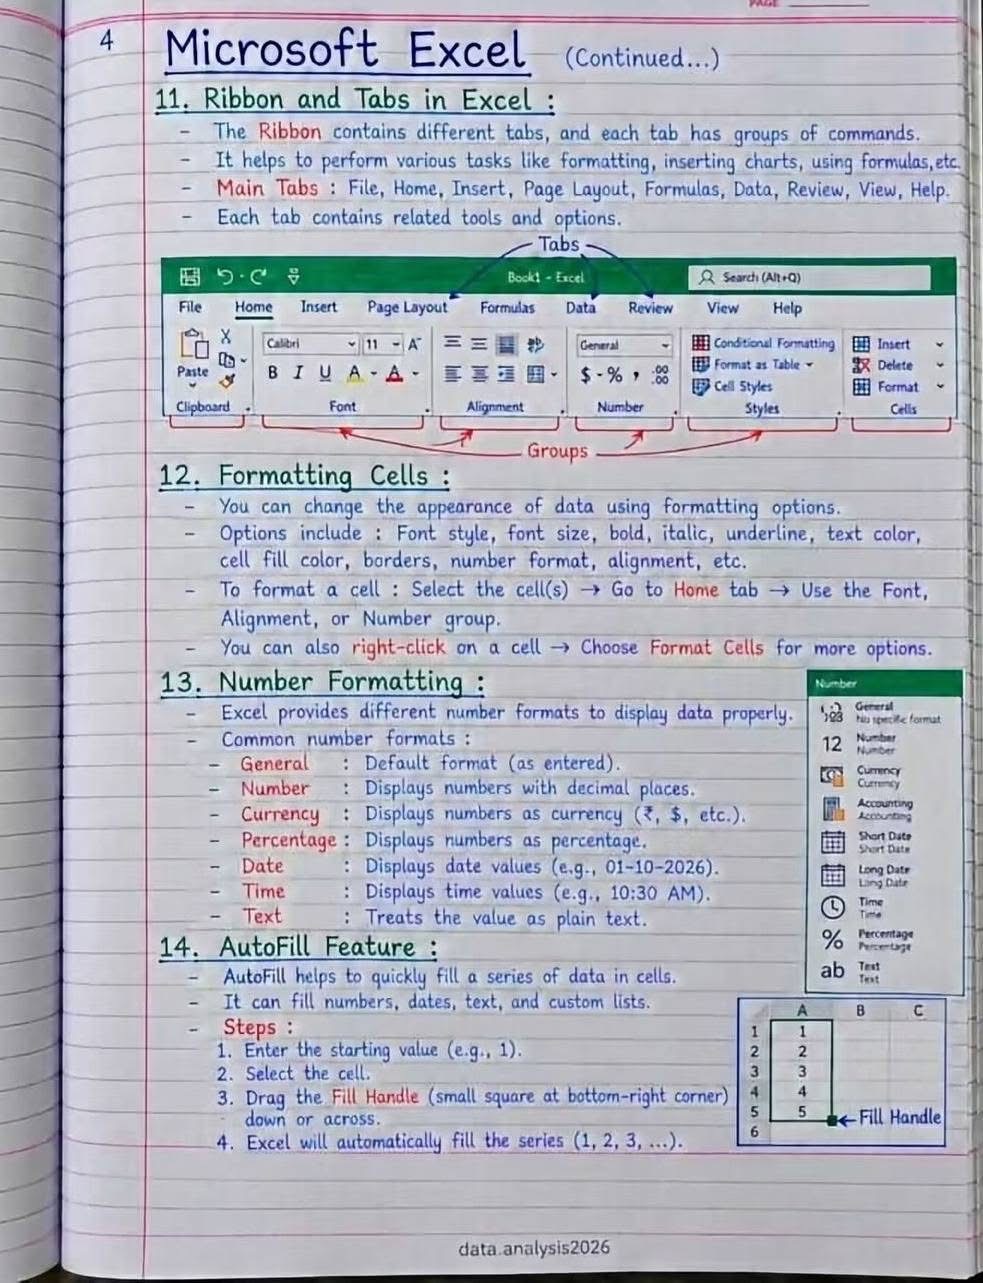 PAGE
4
Microsoft Excel (Continued...)
11. Ribbon and Tabs in Excel :
- The Ribbon contains different tabs, and each tab has groups of commands.
- It helps to perform various tasks like formatting, inserting charts, using formulas, etc.
- Main Tabs : File, Home, Insert, Page Layout, Formulas, Data, Review, View, Help.
- Each tab contains related tools and options.
Tabs
Book1 - Excel Search (Alt+Q)
File Home Insert Page Layout Formulas Data Review View Help
Calibri 11 A General Conditional Formatting Insert
Paste B I U A A $ - % , .00 Format as Table Delete
Cell Styles Format
Clipboard Font Alignment Number Styles Cells
Groups
12. Formatting Cells :
- You can change the appearance of data using formatting options.
- Options include : Font style, font size, bold, italic, underline, text color,
cell fill color, borders, number format, alignment, etc.
- To format a cell : Select the cell(s) → Go to Home tab → Use the Font,
Alignment, or Number group.
- You can also right-click on a cell → Choose Format Cells for more options.
13. Number Formatting :
- Excel provides different number formats to display data properly.
- Common number formats :
- General : Default format (as entered).
- Number : Displays numbers with decimal places.
- Currency : Displays numbers as currency (₹, $, etc.).
- Percentage : Displays numbers as percentage.
- Date : Displays date values (e.g., 01-10-2026).
- Time : Displays time values (e.g., 10:30 AM).
- Text : Treats the value as plain text.
Number
General
No specific format
12 Number
Number
Currency
Currency
Accounting
Accounting
Short Date
Short Date
Long Date
Long Date
Time
Time
% Percentage
Percentage
ab Text
Text
14. AutoFill Feature :
- AutoFill helps to quickly fill a series of data in cells.
- It can fill numbers, dates, text, and custom lists.
- Steps :
1. Enter the starting value (e.g., 1).
2. Select the cell.
3. Drag the Fill Handle (small square at bottom-right corner)
down or across.
4. Excel will automatically fill the series (1, 2, 3, ...).
A B C
1 1
2 2
3 3
4 4
5 5
6
← Fill Handle
data.analysis2026